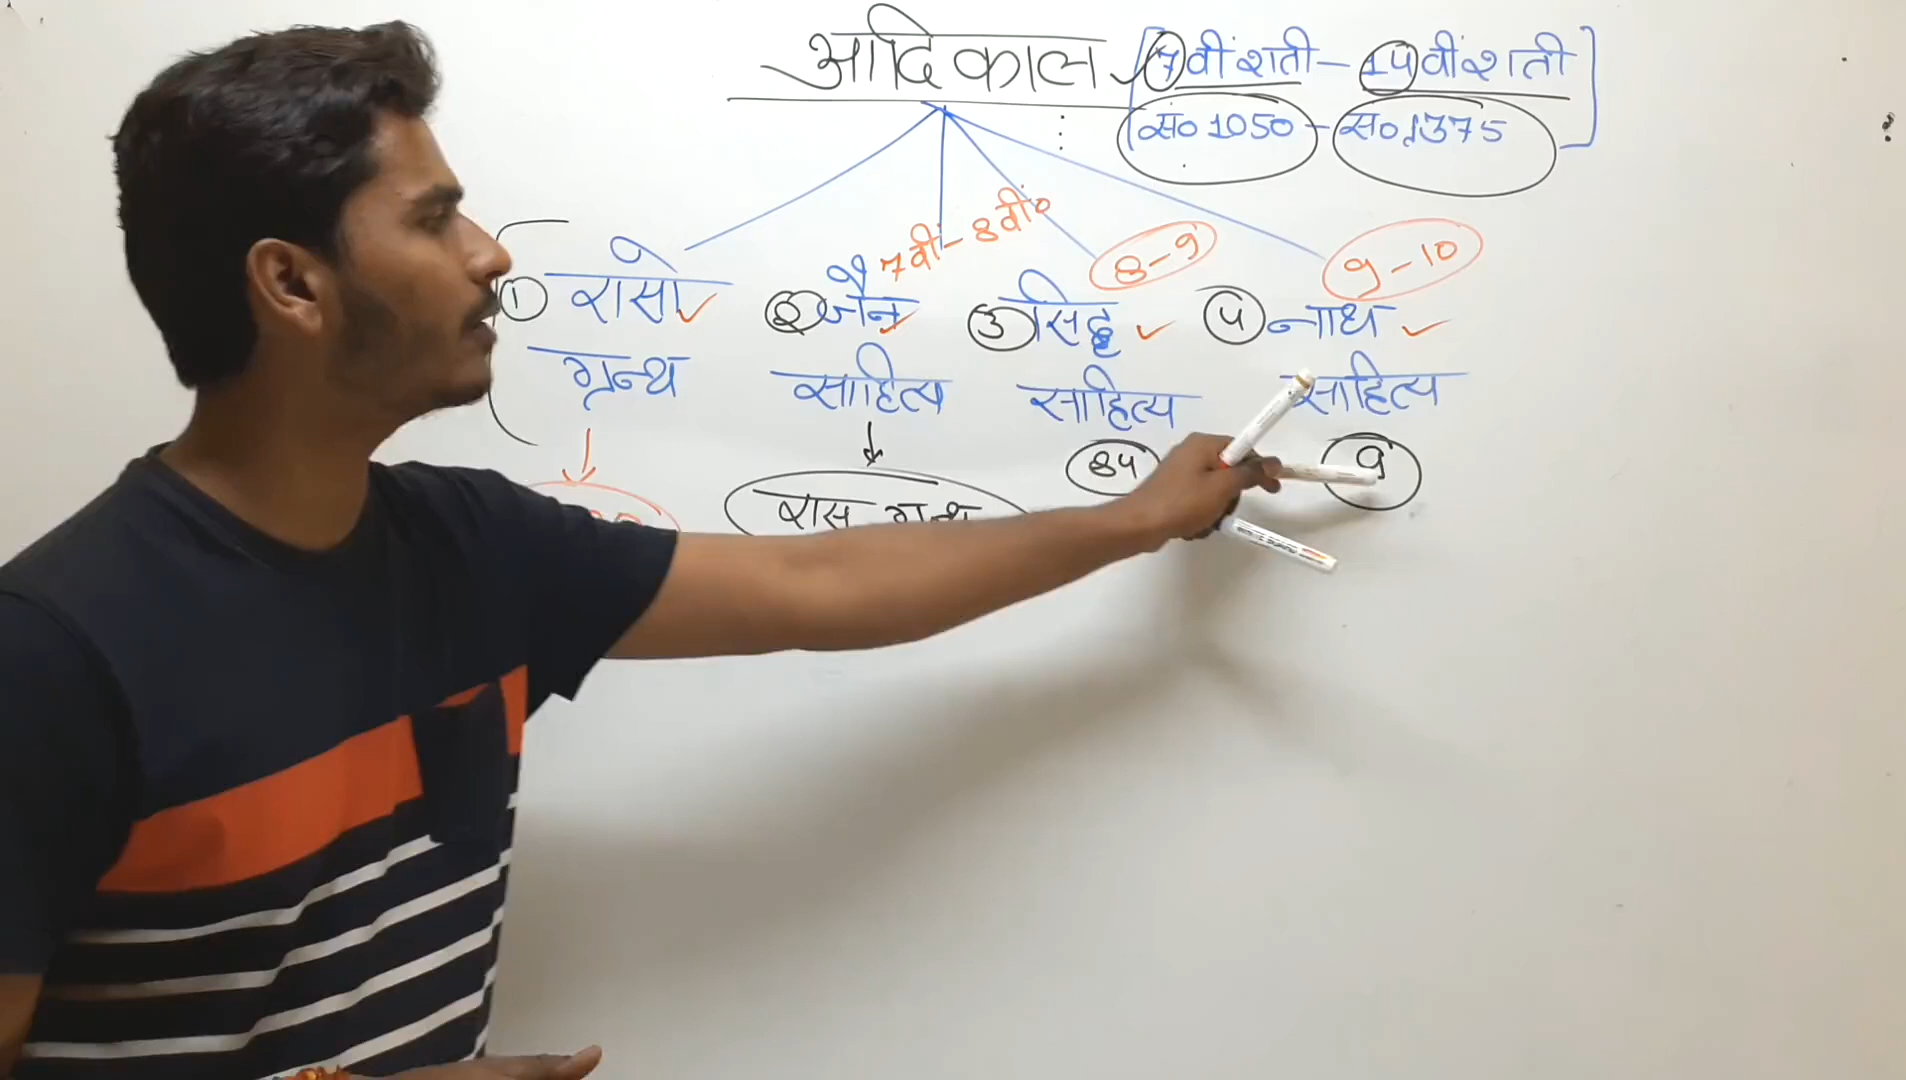 आदिकाल [7वीं शती - 14वीं शती]
सं० 1050 - सं० 1375
7वीं - 8वीं०
8 - 9
9 - 10
① रासो
ग्रन्थ
② जैन
साहित्य
③ सिद्ध
साहित्य
④ नाथ
साहित्य
84
9
रास ग्रन्थ